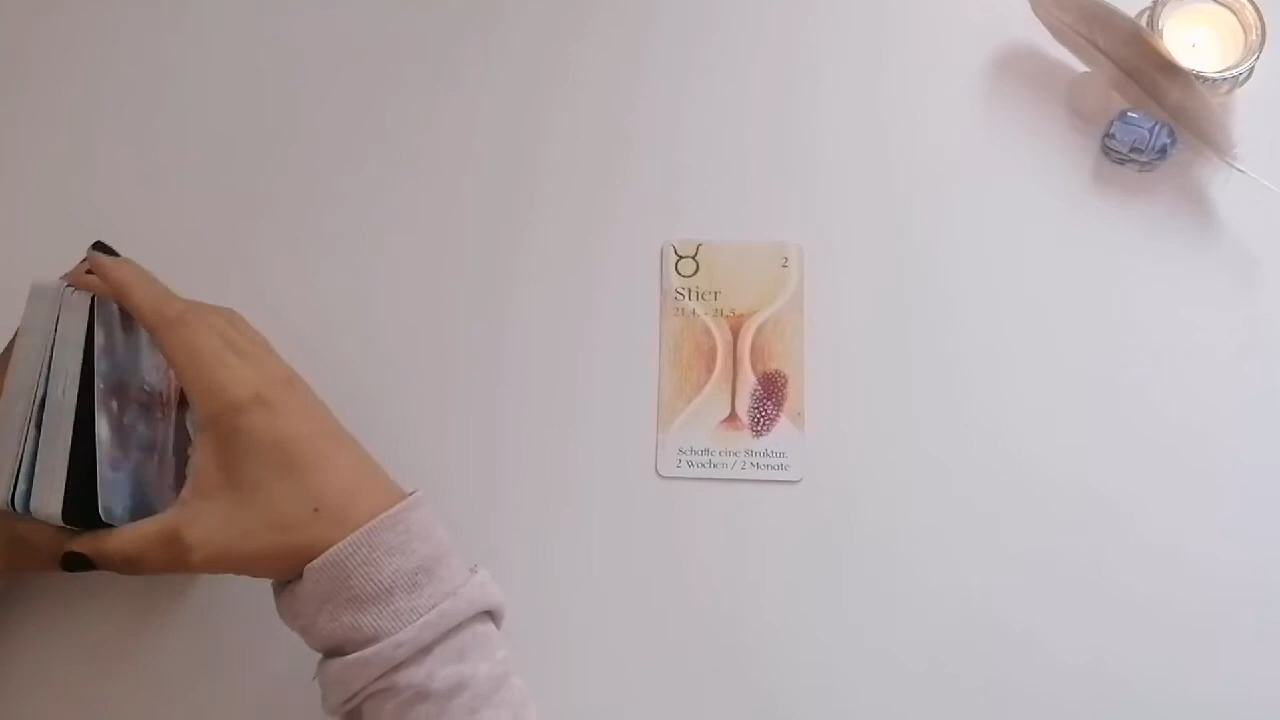 2
Stier
21.4. - 21.5.
Schaffe eine Struktur.
2 Wochen / 2 Monate